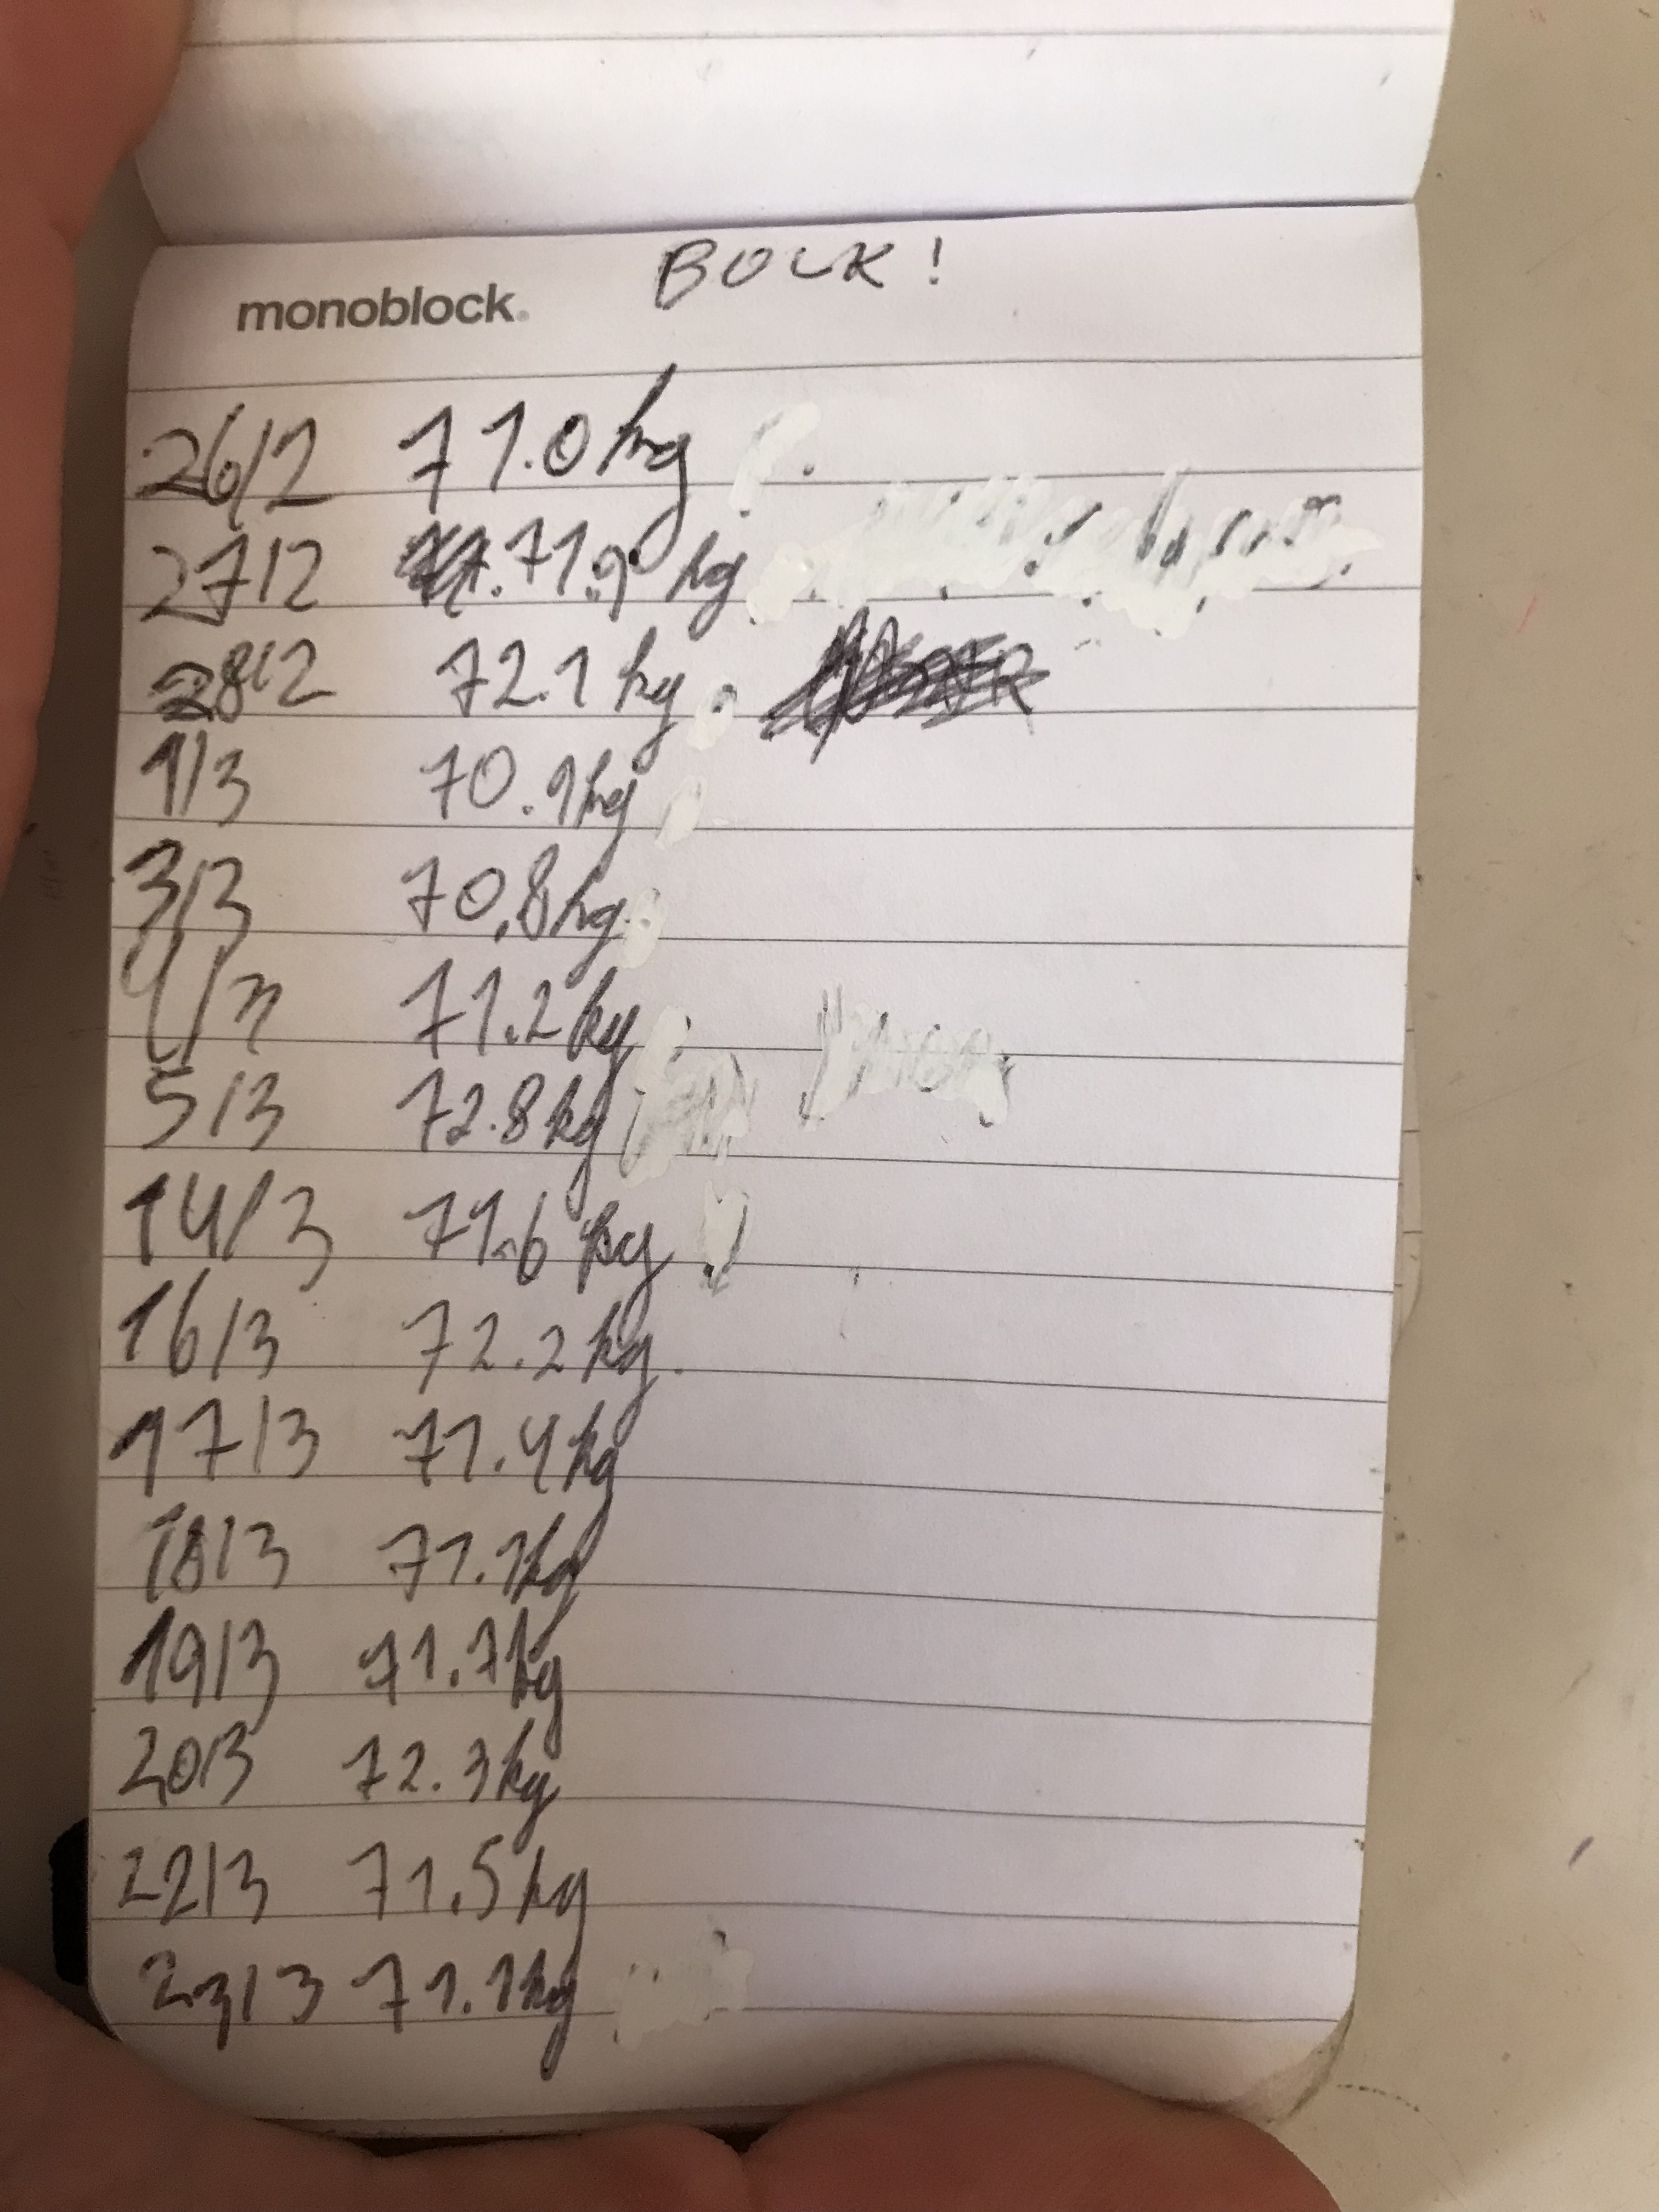 BOLK!
monoblock.
26/2 71.0 kg
27/2 71.9 kg
28/2 72.1 kg
1/3 70.9 kg
3/3 70.8 kg
4/3 71.2 kg
5/3 72.8 kg
14/3 71.6 kg
16/3 72.2 kg.
17/3 71.4 kg
18/3 71.1 kg
19/3 71.7 kg
20/3 72.3 kg
22/3 71.5 kg
23/3 71.1 kg